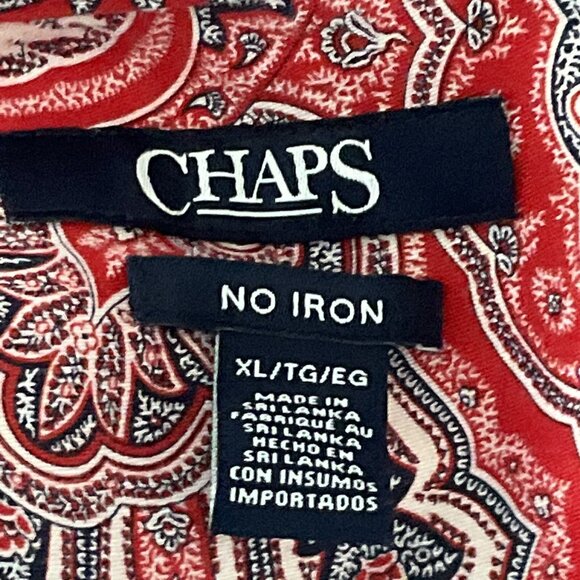 CHAPS
NO IRON
XL/TG/EG
MADE IN
SRI LANKA
FABRIQUÉ AU
SRI LANKA
HECHO EN
SRI LANKA
CON INSUMOS
IMPORTADOS